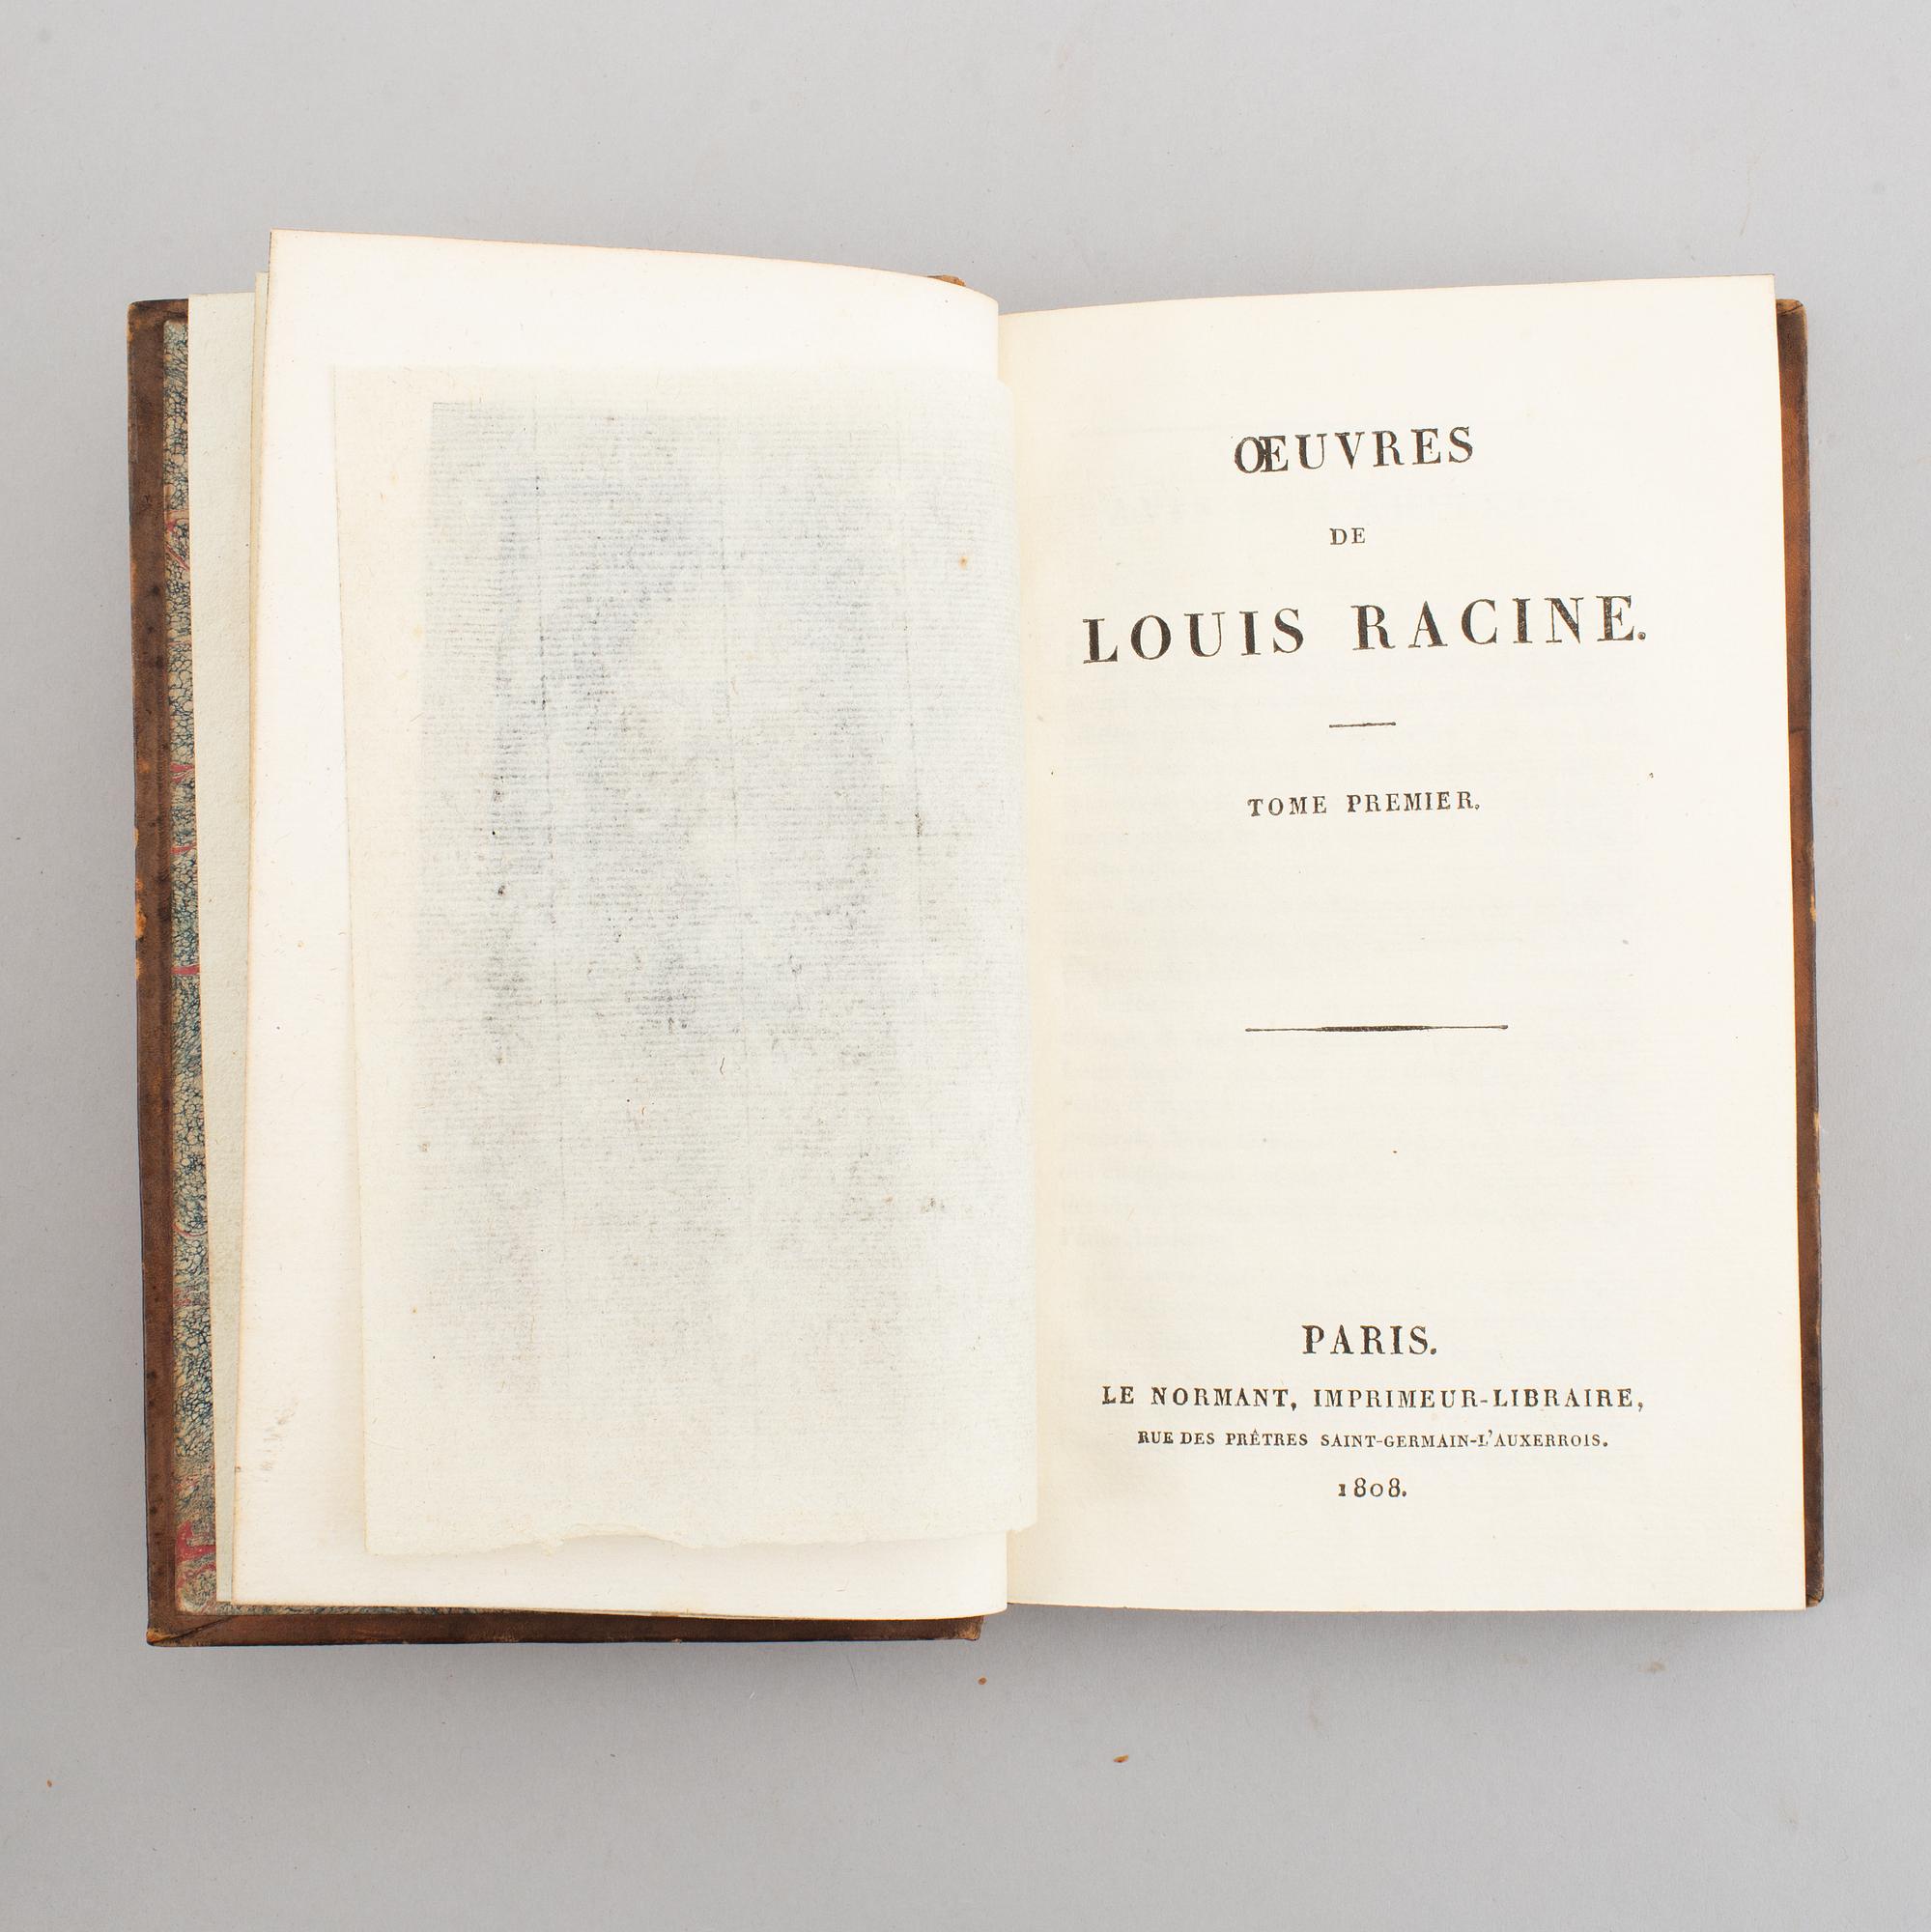 ŒUVRES
DE
LOUIS RACINE.
TOME PREMIER.
PARIS.
LE NORMANT, IMPRIMEUR-LIBRAIRE,
RUE DES PRÊTRES SAINT-GERMAIN-L'AUXERROIS.
1808.